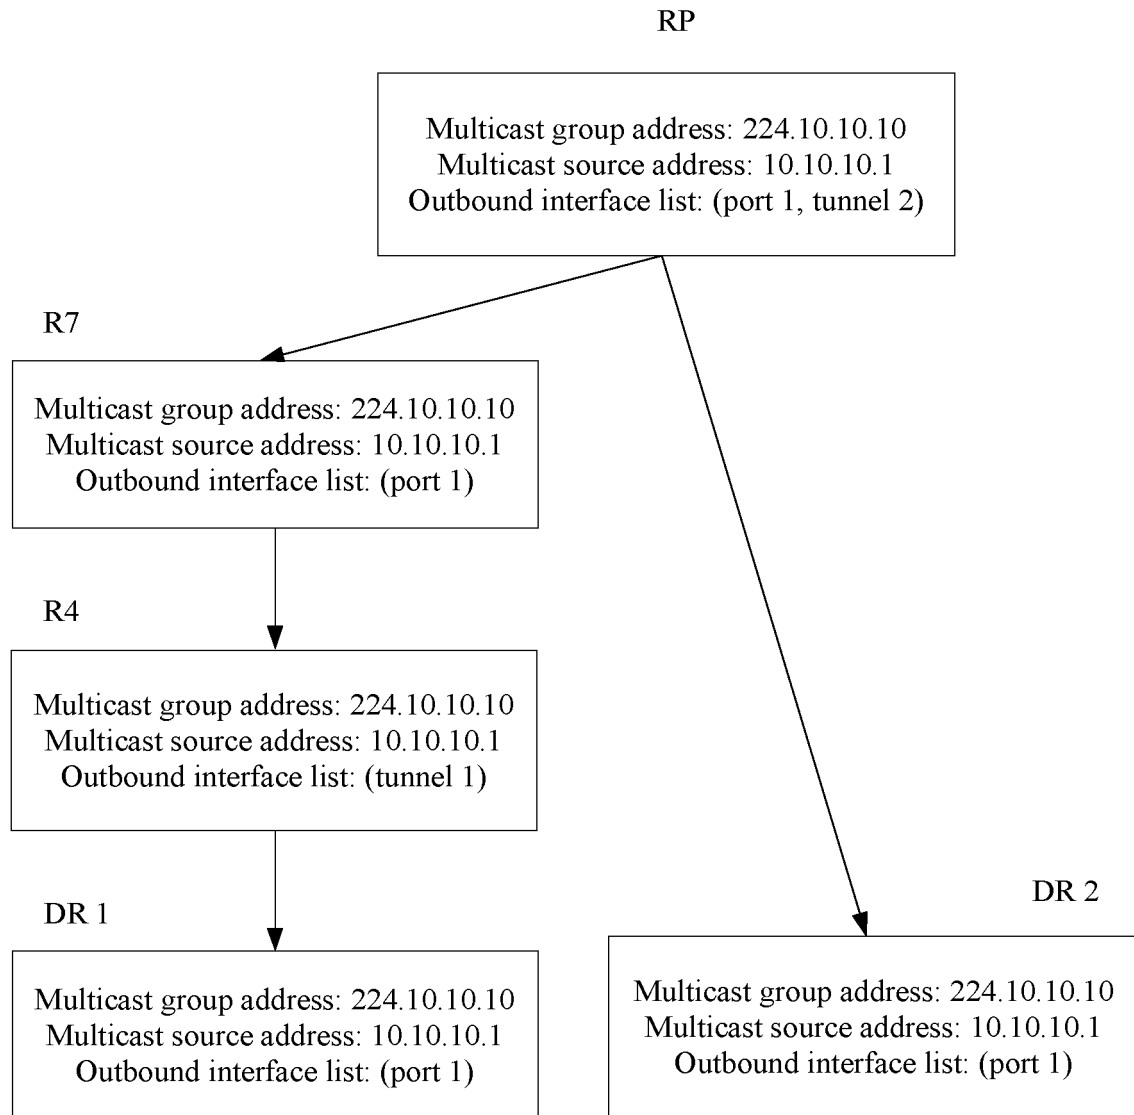 RP
Multicast group address: 224.10.10.10
Multicast source address: 10.10.10.1
Outbound interface list: (port 1, tunnel 2)
R7
Multicast group address: 224.10.10.10
Multicast source address: 10.10.10.1
Outbound interface list: (port 1)
R4
Multicast group address: 224.10.10.10
Multicast source address: 10.10.10.1
Outbound interface list: (tunnel 1)
DR 1
Multicast group address: 224.10.10.10
Multicast source address: 10.10.10.1
Outbound interface list: (port 1)
DR 2
Multicast group address: 224.10.10.10
Multicast source address: 10.10.10.1
Outbound interface list: (port 1)